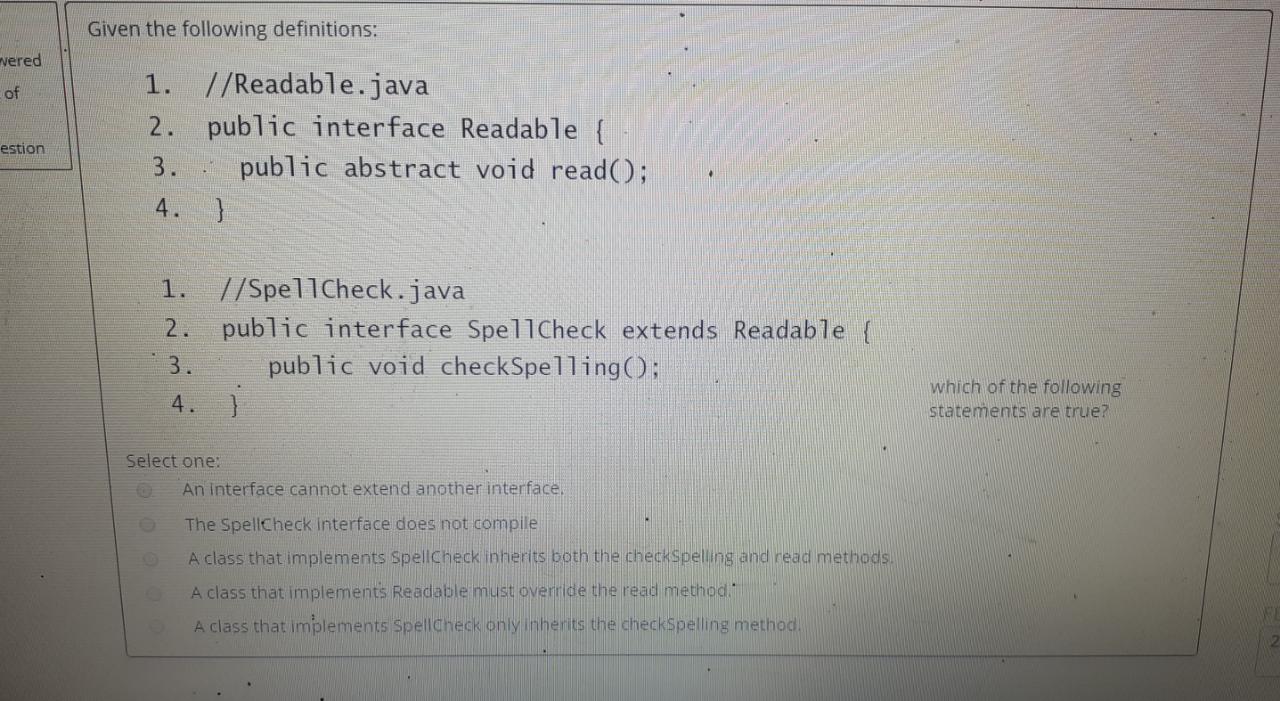 Given the following definitions:
wered
of
estion
1. //Readable.java
2. public interface Readable {
3. public abstract void read();
4. }
1. //SpellCheck.java
2. public interface SpellCheck extends Readable {
3. public void checkSpelling();
4. }
which of the following
statements are true?
Select one:
An interface cannot extend another interface.
The SpellCheck interface does not compile
A class that implements SpellCheck inherits both the checkSpelling and read methods.
A class that implements Readable must override the read method.
A class that implements SpellCheck only inherits the checkSpelling method.